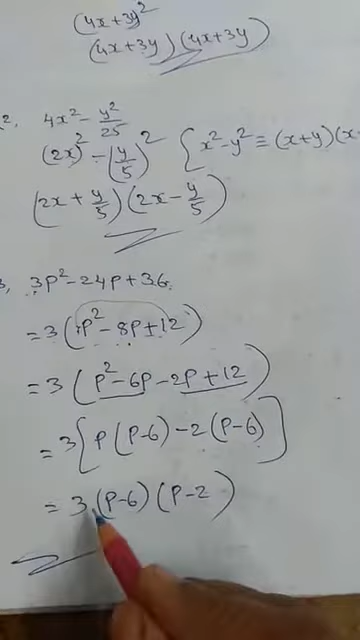 (4x+3y²
(4x+3y)(4x+3y)
2, 4x² - y²/25
(2x)² - (y/5)² {x²-y² ≡ (x+y)(x
(2x + y/5)(2x - y/5)
3, 3p² - 24p + 36.
= 3(p² - 8p + 12)
= 3(p² - 6p - 2p + 12)
= 3{p(p-6) - 2(p-6)]
= 3(p-6)(p-2)